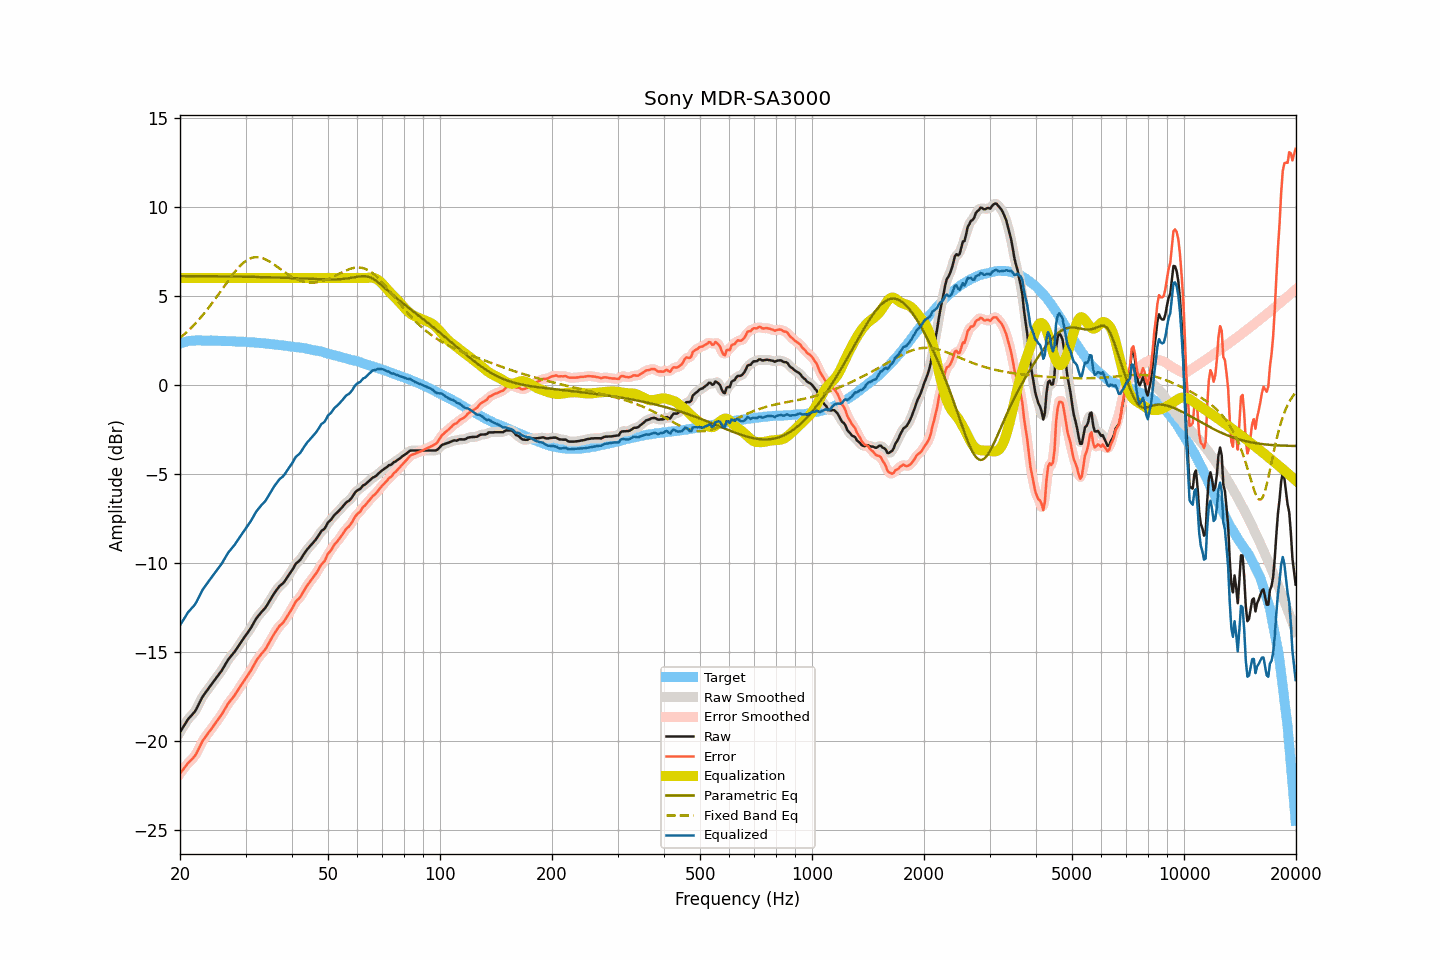 Sony MDR-SA3000
15
10
5
0
−5
−10
−15
−20
−25
Amplitude (dBr)
Target
Raw Smoothed
Error Smoothed
Raw
Error
Equalization
Parametric Eq
Fixed Band Eq
Equalized
20 50 100 200 500 1000 2000 5000 10000 20000
Frequency (Hz)